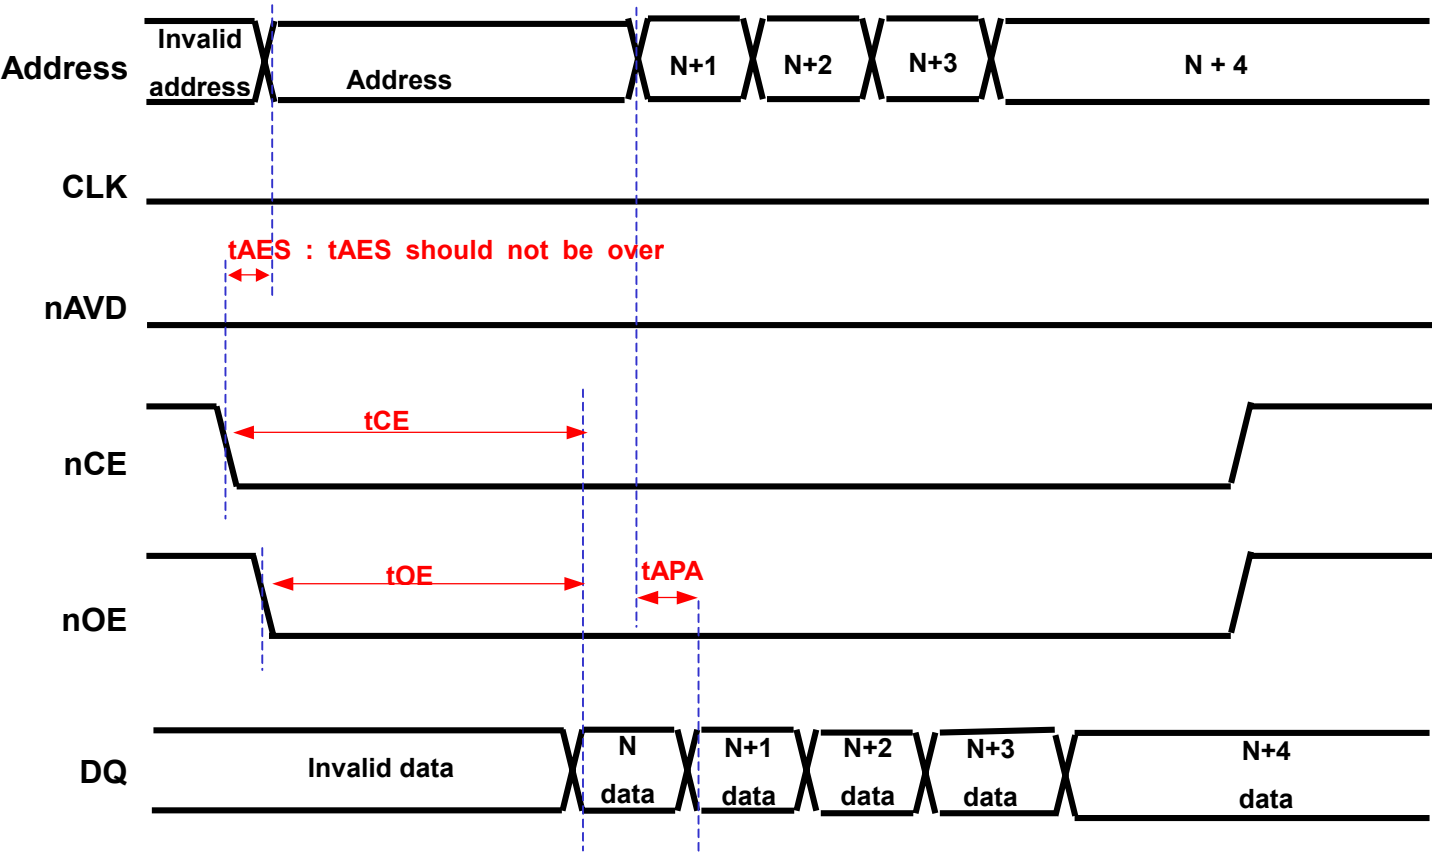 Invalid
address
Address
Address
N+1
N+2
N+3
N + 4
CLK
tAES : tAES should not be over
nAVD
tCE
nCE
tOE
tAPA
nOE
DQ
Invalid data
N
data
N+1
data
N+2
data
N+3
data
N+4
data